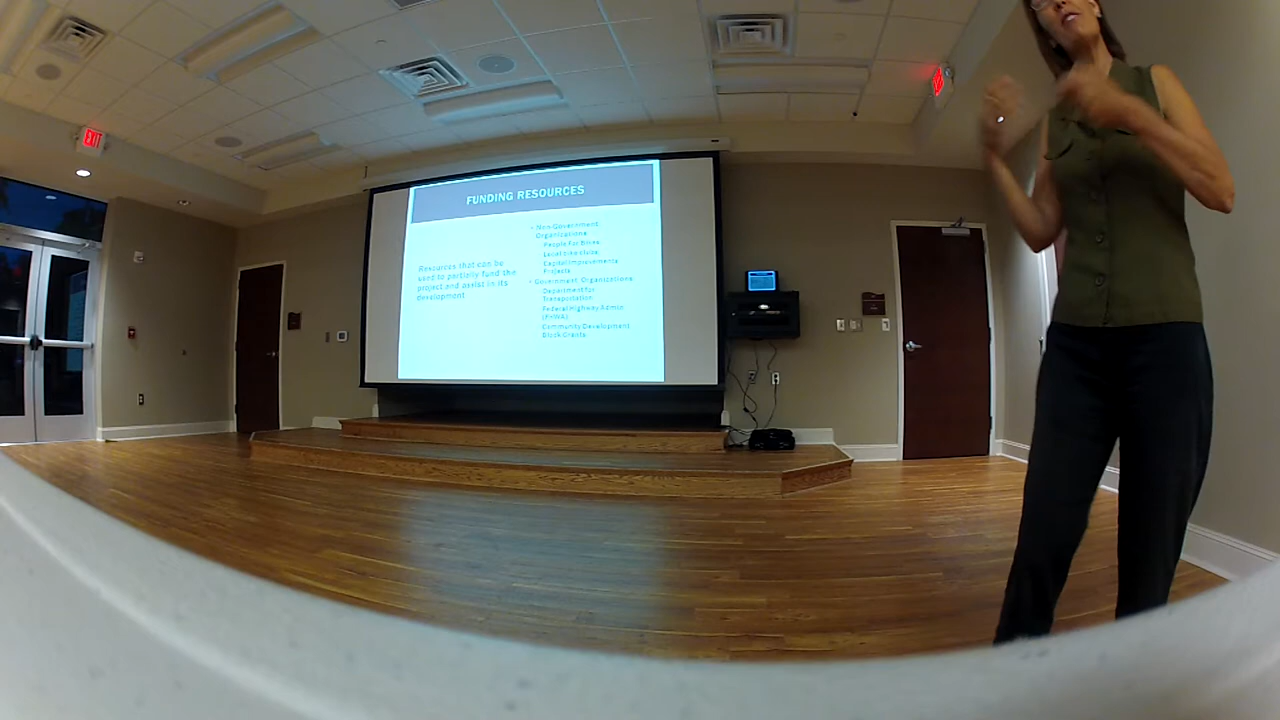 EXIT
FUNDING RESOURCES
Resources that can be
used to partially fund the
project and assist in its
development
• Non-Government
Organizations:
People for Bikes
Local bike clubs
Capital Improvements
Projects
• Government Organizations:
Department for
Transportation
Federal Highway Admin
(FHWA)
Community Development
Block Grants